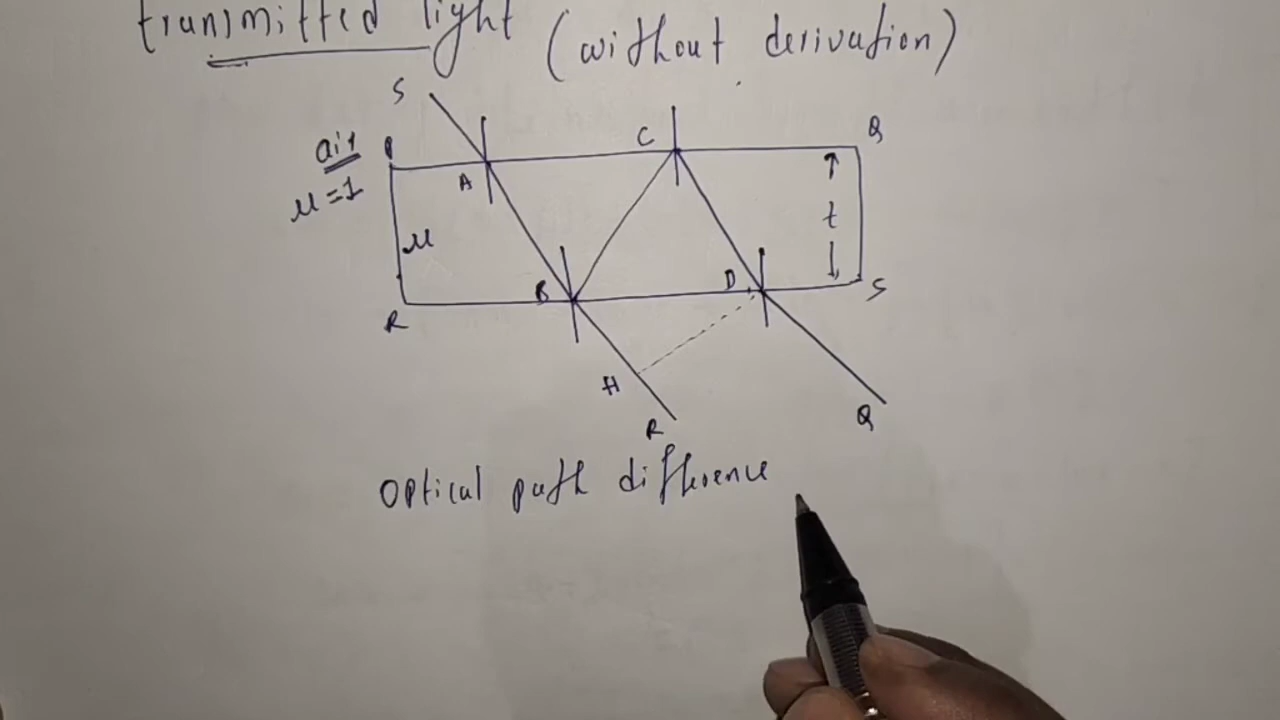 transmitted light (without derivation)
S
air
C
Q
μ=1
A
t
μ
B
D
S
R
H
R
Q
Optical path difference